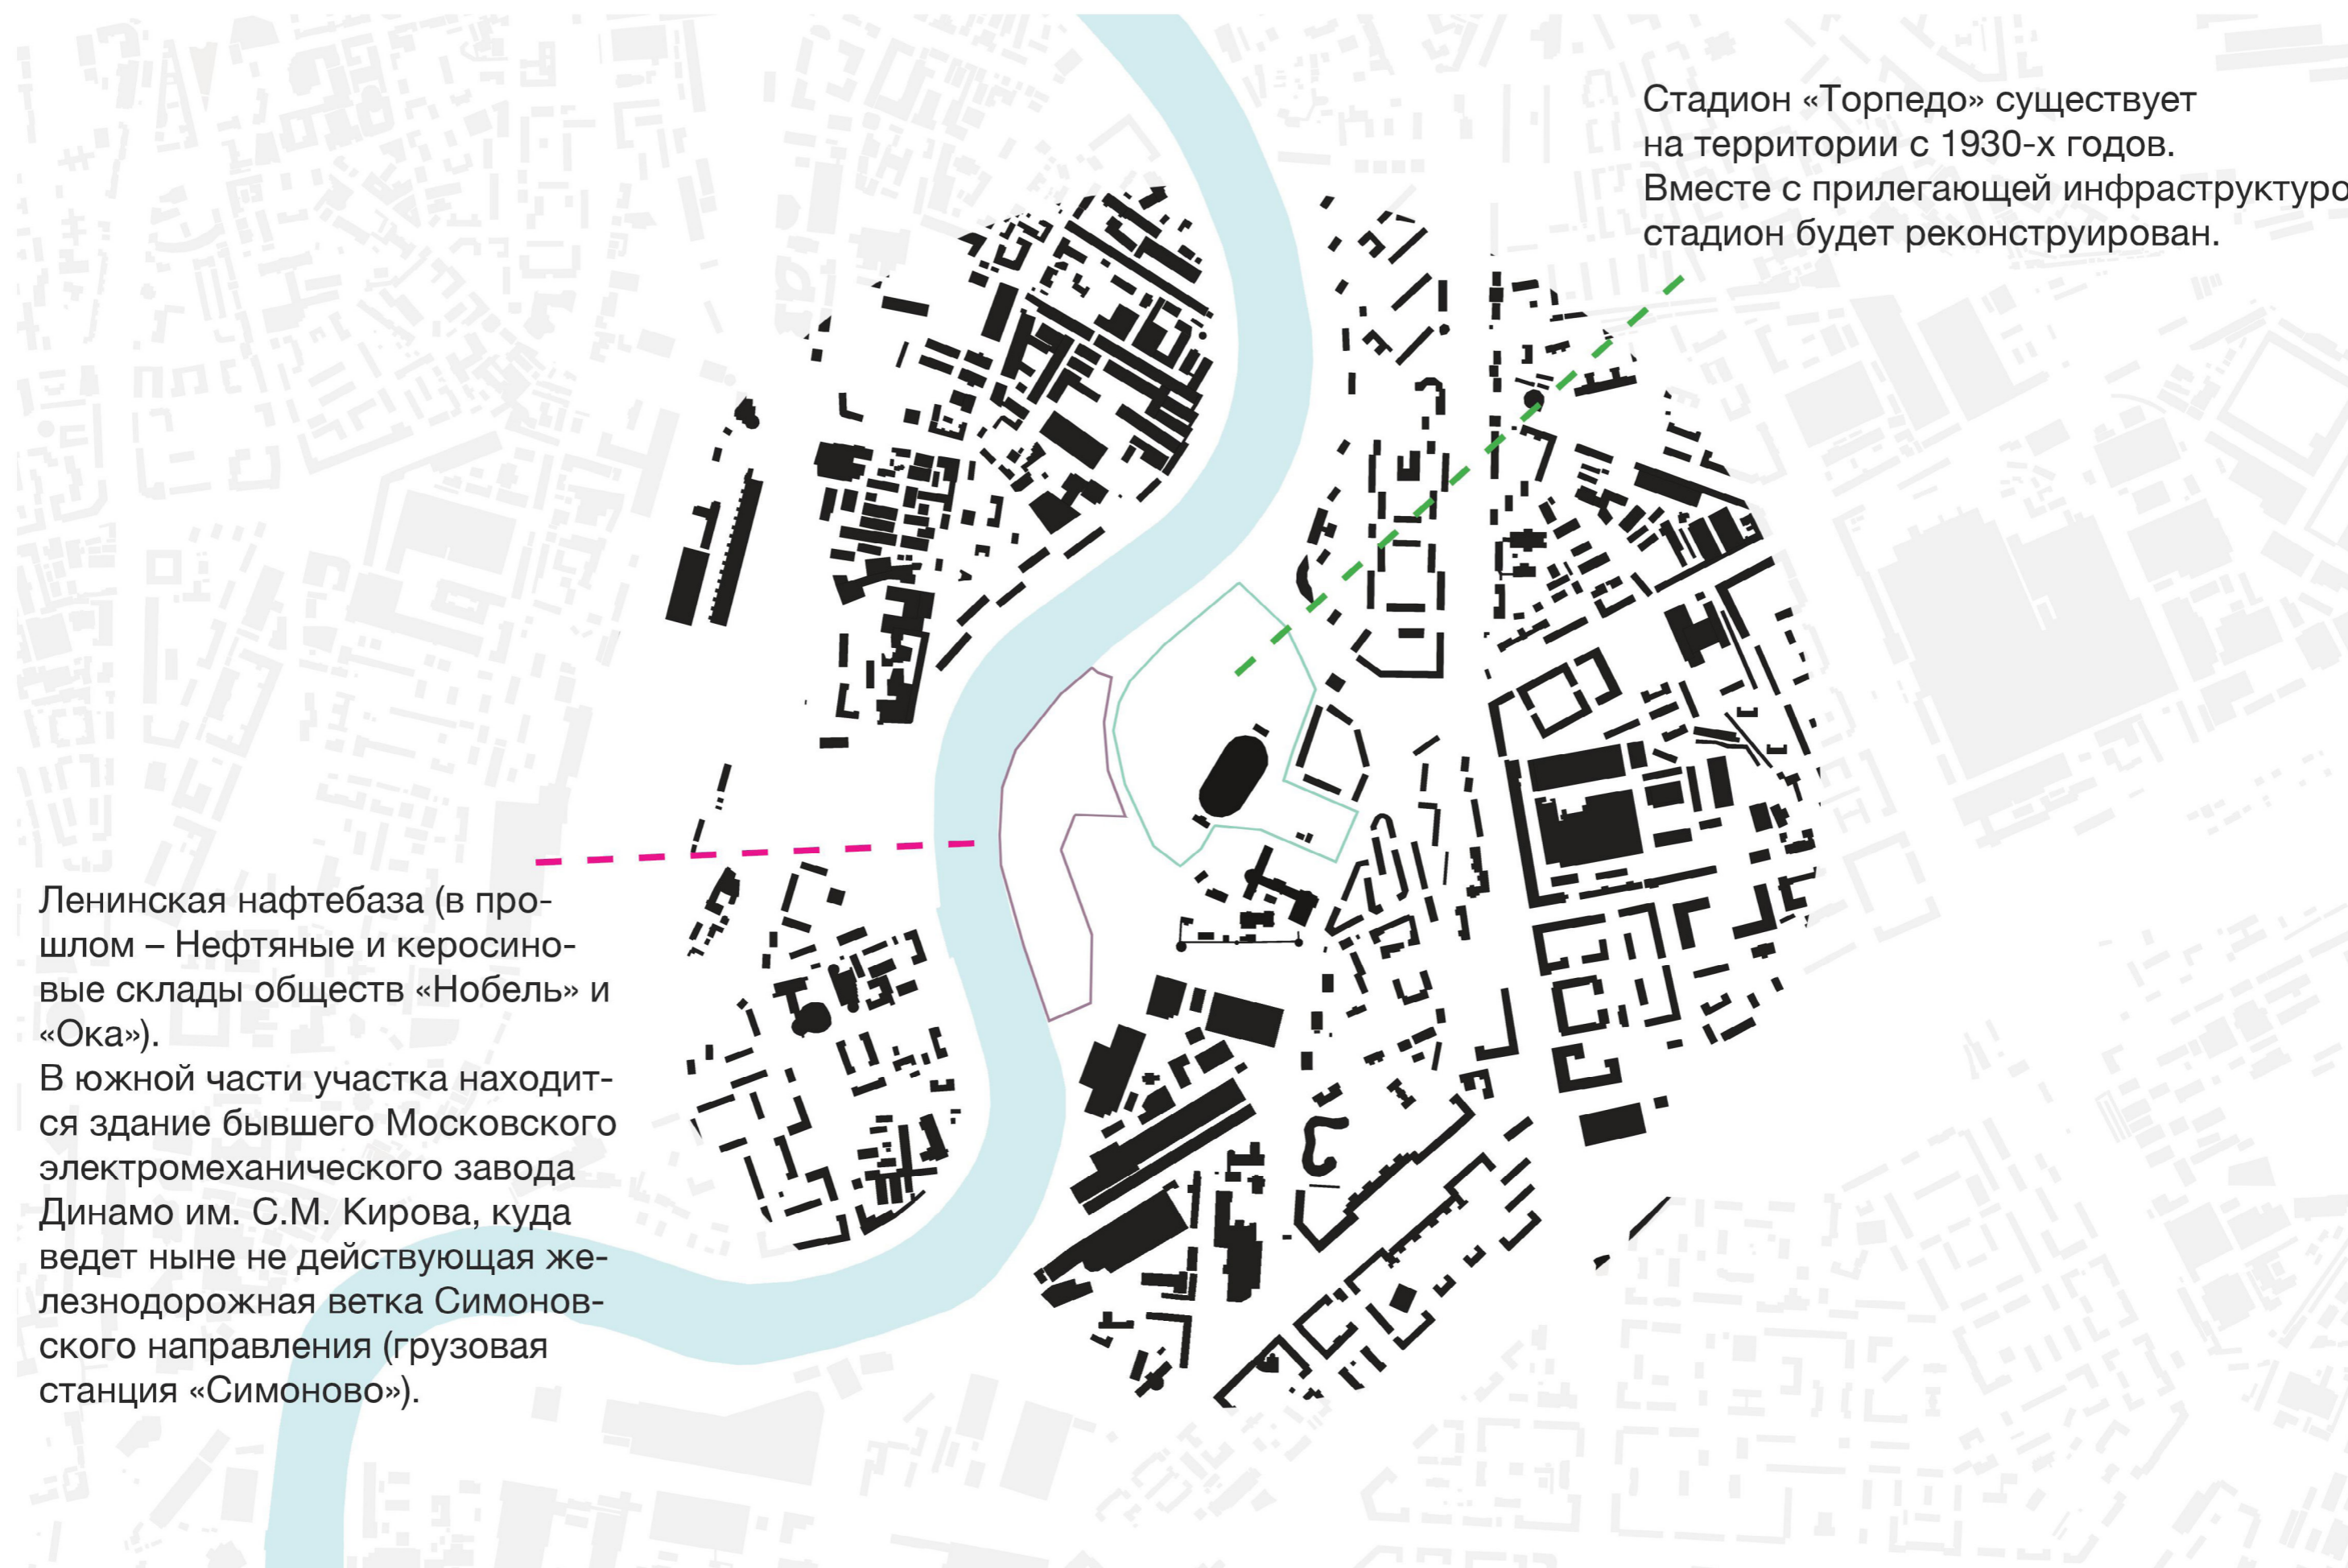 Стадион «Торпедо» существует
на территории с 1930-х годов.
Вместе с прилегающей инфраструктуро
стадион будет реконструирован.
Ленинская нафтебаза (в про-
шлом – Нефтяные и керосино-
вые склады обществ «Нобель» и
«Ока»).
В южной части участка находит-
ся здание бывшего Московского
электромеханического завода
Динамо им. С.М. Кирова, куда
ведет ныне не действующая же-
лезнодорожная ветка Симонов-
ского направления (грузовая
станция «Симоново»).